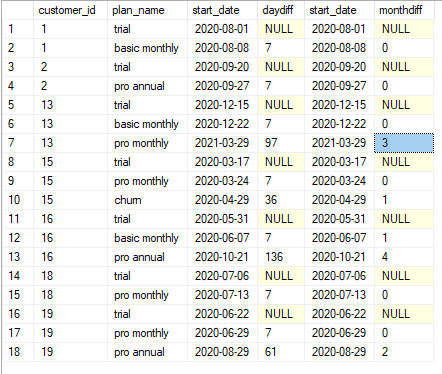 customer_id plan_name start_date daydiff start_date monthdiff
1 1 trial 2020-08-01 NULL 2020-08-01 NULL
2 1 basic monthly 2020-08-08 7 2020-08-08 0
3 2 trial 2020-09-20 NULL 2020-09-20 NULL
4 2 pro annual 2020-09-27 7 2020-09-27 0
5 13 trial 2020-12-15 NULL 2020-12-15 NULL
6 13 basic monthly 2020-12-22 7 2020-12-22 0
7 13 pro monthly 2021-03-29 97 2021-03-29 3
8 15 trial 2020-03-17 NULL 2020-03-17 NULL
9 15 pro monthly 2020-03-24 7 2020-03-24 0
10 15 churn 2020-04-29 36 2020-04-29 1
11 16 trial 2020-05-31 NULL 2020-05-31 NULL
12 16 basic monthly 2020-06-07 7 2020-06-07 1
13 16 pro annual 2020-10-21 136 2020-10-21 4
14 18 trial 2020-07-06 NULL 2020-07-06 NULL
15 18 pro monthly 2020-07-13 7 2020-07-13 0
16 19 trial 2020-06-22 NULL 2020-06-22 NULL
17 19 pro monthly 2020-06-29 7 2020-06-29 0
18 19 pro annual 2020-08-29 61 2020-08-29 2